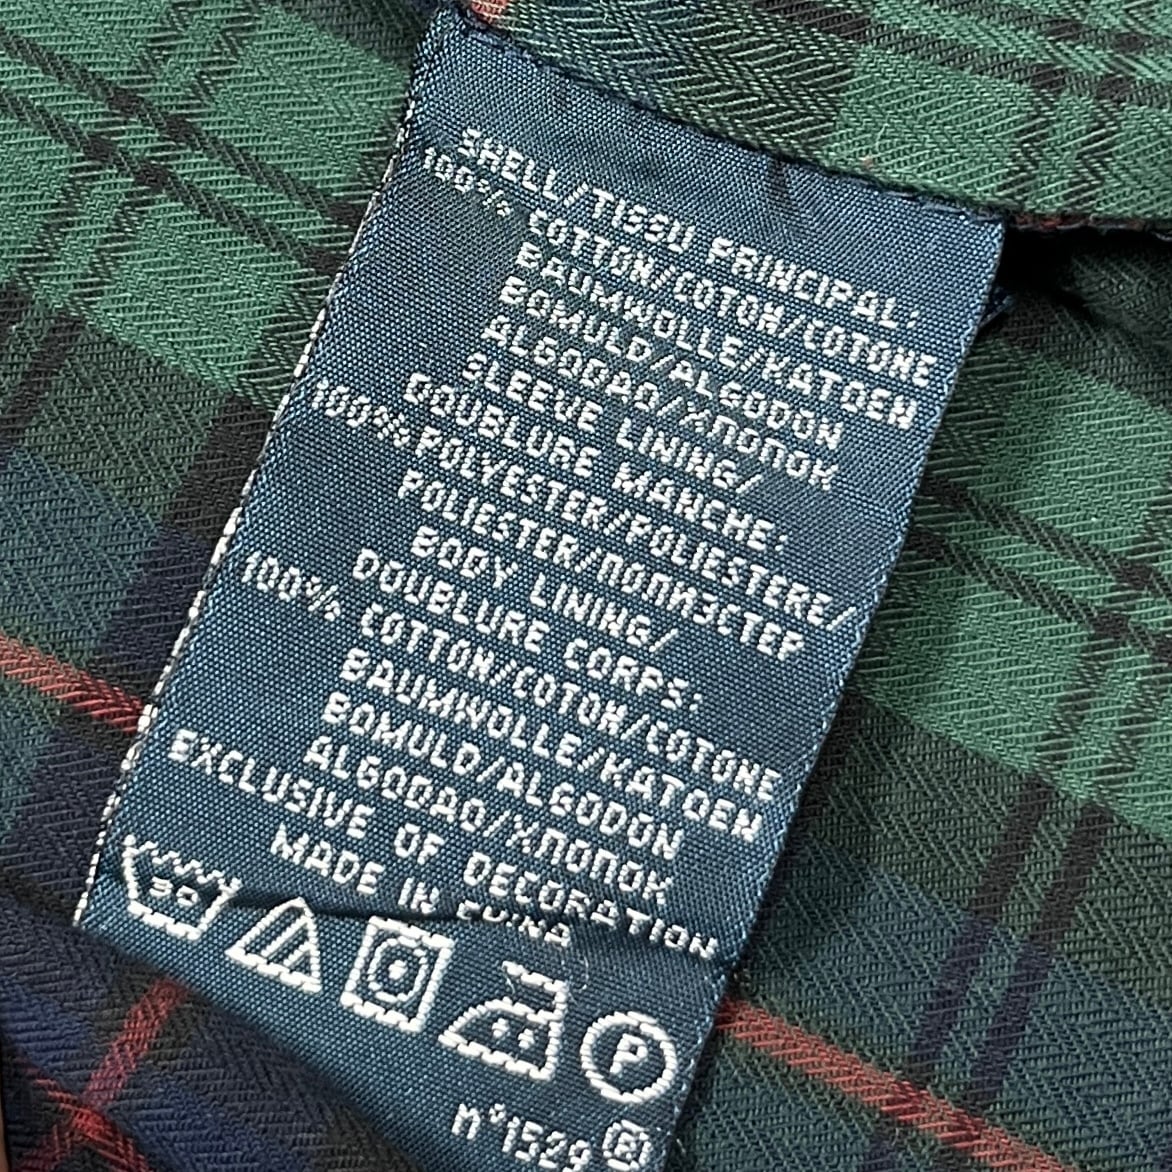 SHELL/TISSU PRINCIPAL:
100% COTTON/COTON/COTONE
BAUMWOLLE/KATOEN
BOMULD/ALGODON
ALGODAO/ХЛОПОК
SLEEVE LINING/
DOUBLURE MANCHE:
100% POLYESTER/POLIESTERE/
POLIESTER/ПОЛИЭСТЕР
BODY LINING/
DOUBLURE CORPS:
100% COTTON/COTON/COTONE
BAUMWOLLE/KATOEN
BOMULD/ALGODON
ALGODAO/ХЛОПОК
EXCLUSIVE OF DECORATION
MADE IN CHINA
30
P
N°1529 ®